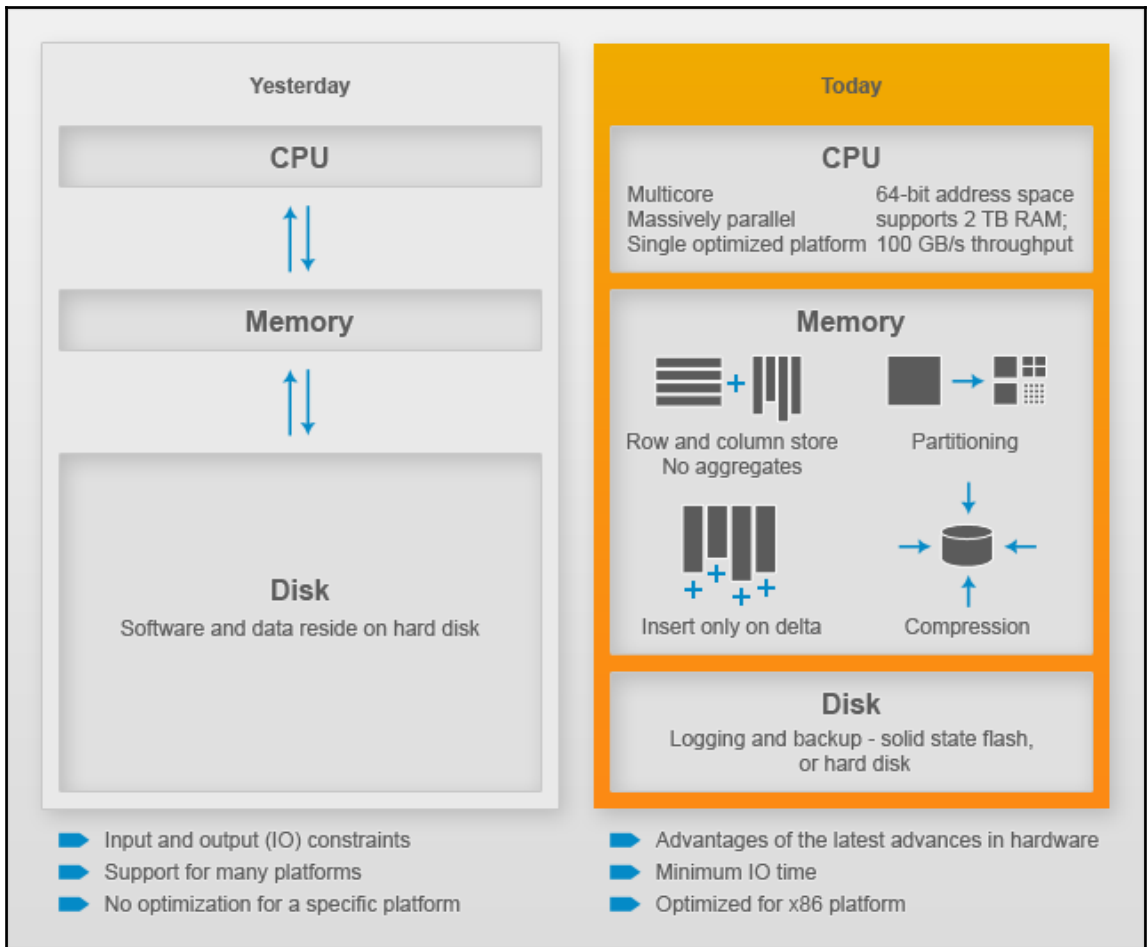 Yesterday
CPU
Memory
Disk
Software and data reside on hard disk
Input and output (IO) constraints
Support for many platforms
No optimization for a specific platform
Today
CPU
Multicore
Massively parallel
Single optimized platform
64-bit address space
supports 2 TB RAM;
100 GB/s throughput
Memory
Row and column store
No aggregates
Partitioning
Insert only on delta
Compression
Disk
Logging and backup - solid state flash,
or hard disk
Advantages of the latest advances in hardware
Minimum IO time
Optimized for x86 platform